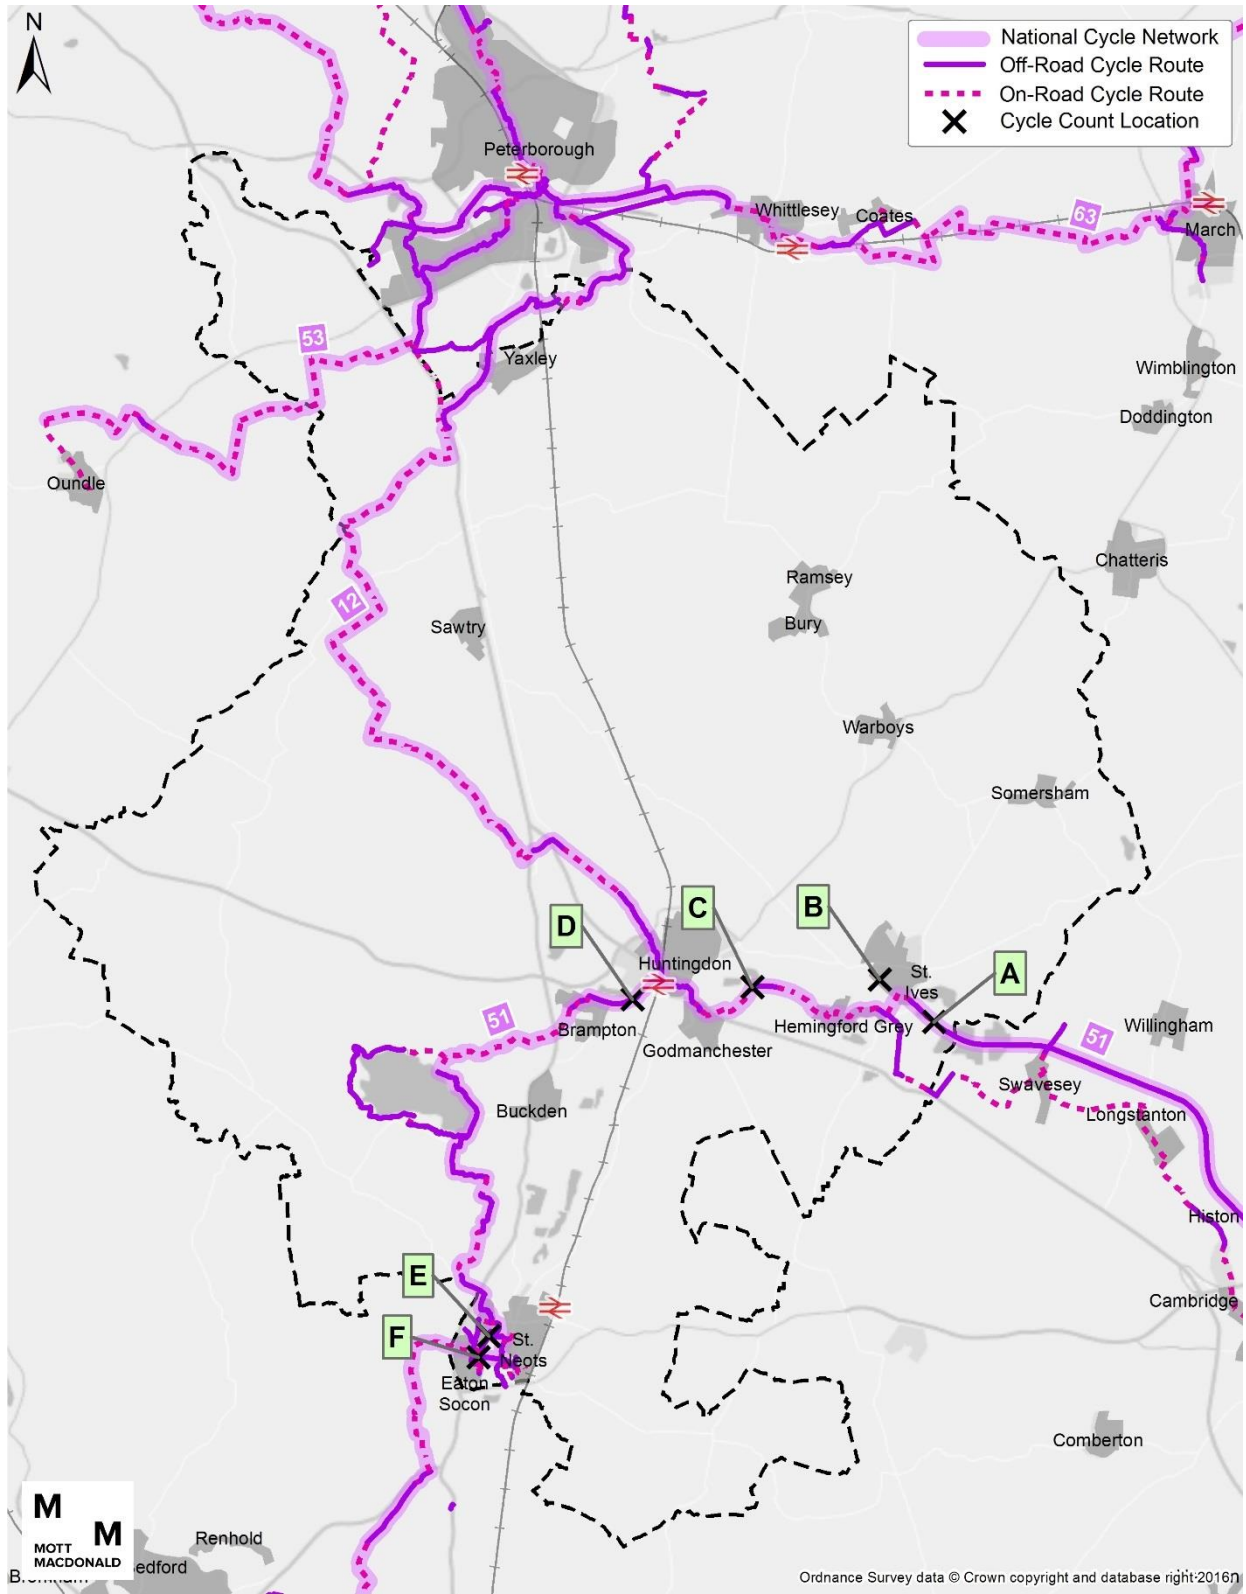 N
National Cycle Network
Off-Road Cycle Route
On-Road Cycle Route
Cycle Count Location
Peterborough
Whittlesey
Coates
63
March
53
Yaxley
Wimblington
Doddington
Oundle
Chatteris
12
Ramsey
Sawtry
Bury
Warboys
Somersham
D
C
B
A
Huntingdon
St.
Ives
51
Brampton
Hemingford Grey
Godmanchester
Willingham
51
Swavesey
Buckden
Longstanton
Histon
E
Cambridge
F
St.
Neots
Eaton
Socon
Comberton
M
M
MOTT
MACDONALD
Renhold
edford
Ordnance Survey data © Crown copyright and database right 2016